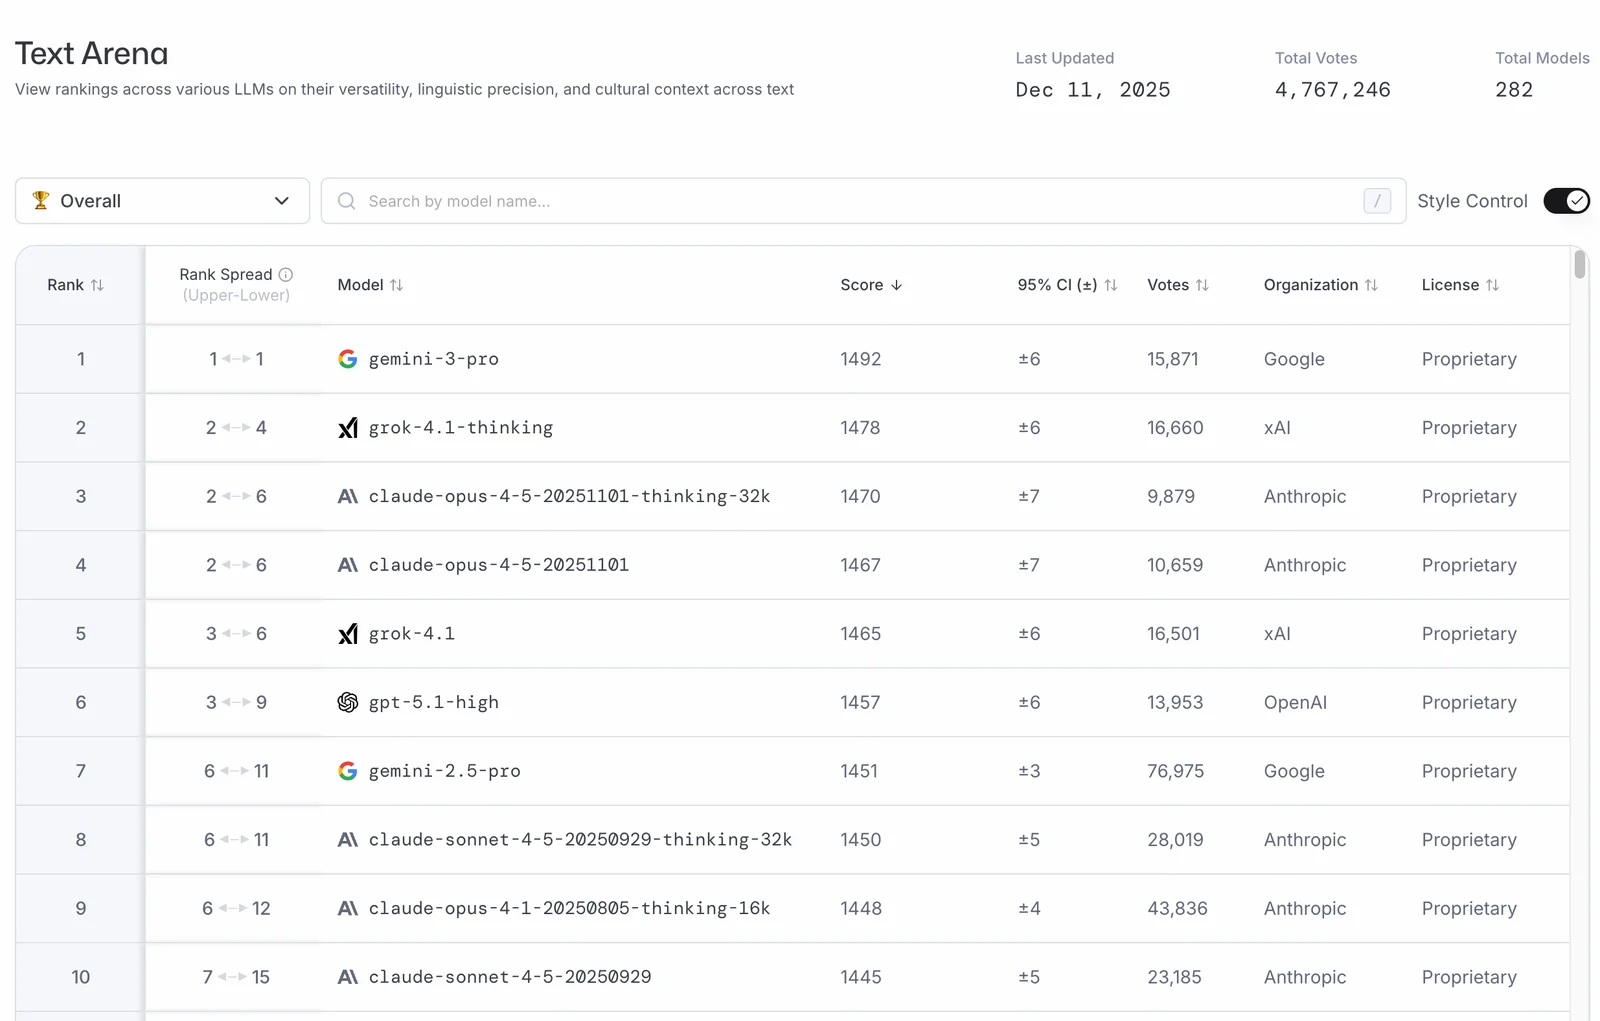 Text Arena
View rankings across various LLMs on their versatility, linguistic precision, and cultural context across text
Last Updated
Dec 11, 2025
Total Votes
4,767,246
Total Models
282
Overall
Search by model name...
/
Style Control
Rank Rank Spread (Upper-Lower) Model Score 95% CI (±) Votes Organization License
1 1 1 gemini-3-pro 1492 ±6 15,871 Google Proprietary
2 2 4 grok-4.1-thinking 1478 ±6 16,660 xAI Proprietary
3 2 6 claude-opus-4-5-20251101-thinking-32k 1470 ±7 9,879 Anthropic Proprietary
4 2 6 claude-opus-4-5-20251101 1467 ±7 10,659 Anthropic Proprietary
5 3 6 grok-4.1 1465 ±6 16,501 xAI Proprietary
6 3 9 gpt-5.1-high 1457 ±6 13,953 OpenAI Proprietary
7 6 11 gemini-2.5-pro 1451 ±3 76,975 Google Proprietary
8 6 11 claude-sonnet-4-5-20250929-thinking-32k 1450 ±5 28,019 Anthropic Proprietary
9 6 12 claude-opus-4-1-20250805-thinking-16k 1448 ±4 43,836 Anthropic Proprietary
10 7 15 claude-sonnet-4-5-20250929 1445 ±5 23,185 Anthropic Proprietary